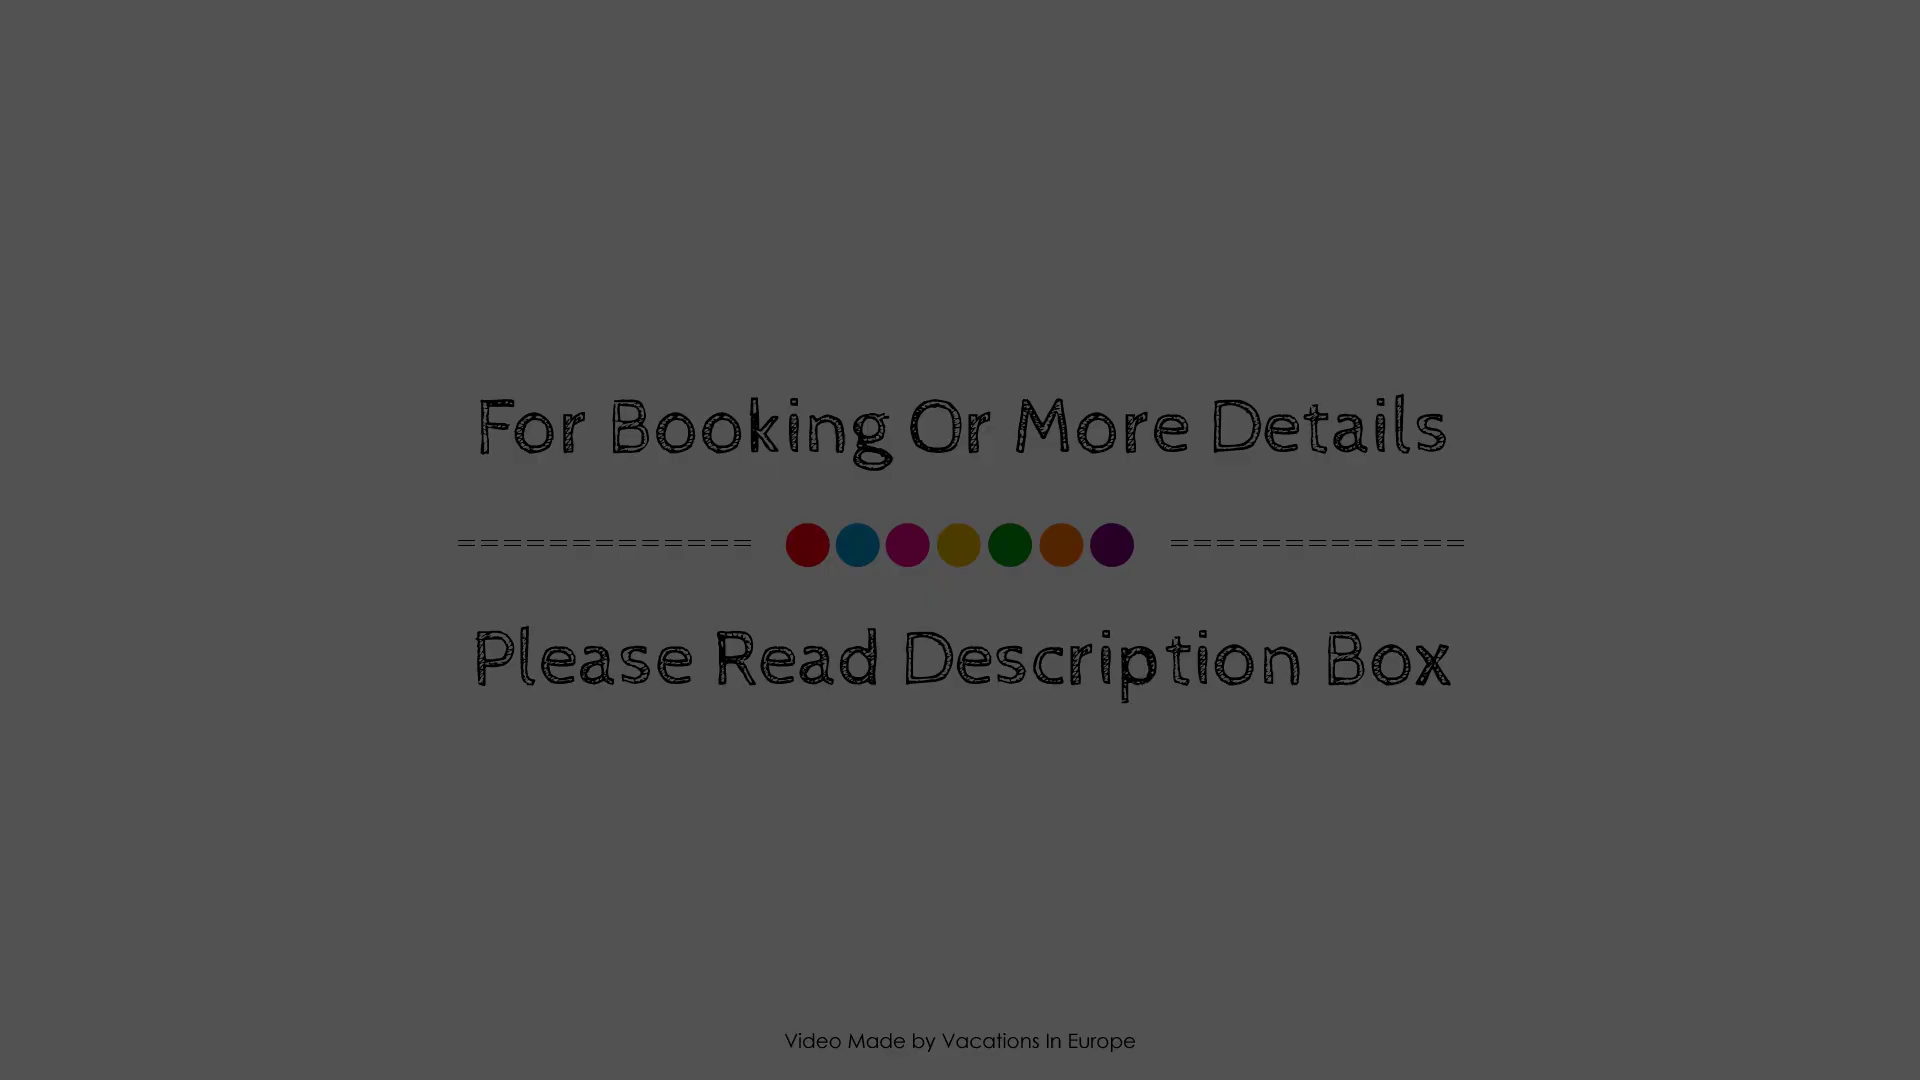 For Booking Or More Details
============= =============
Please Read Description Box
Video Made by Vacations In Europe